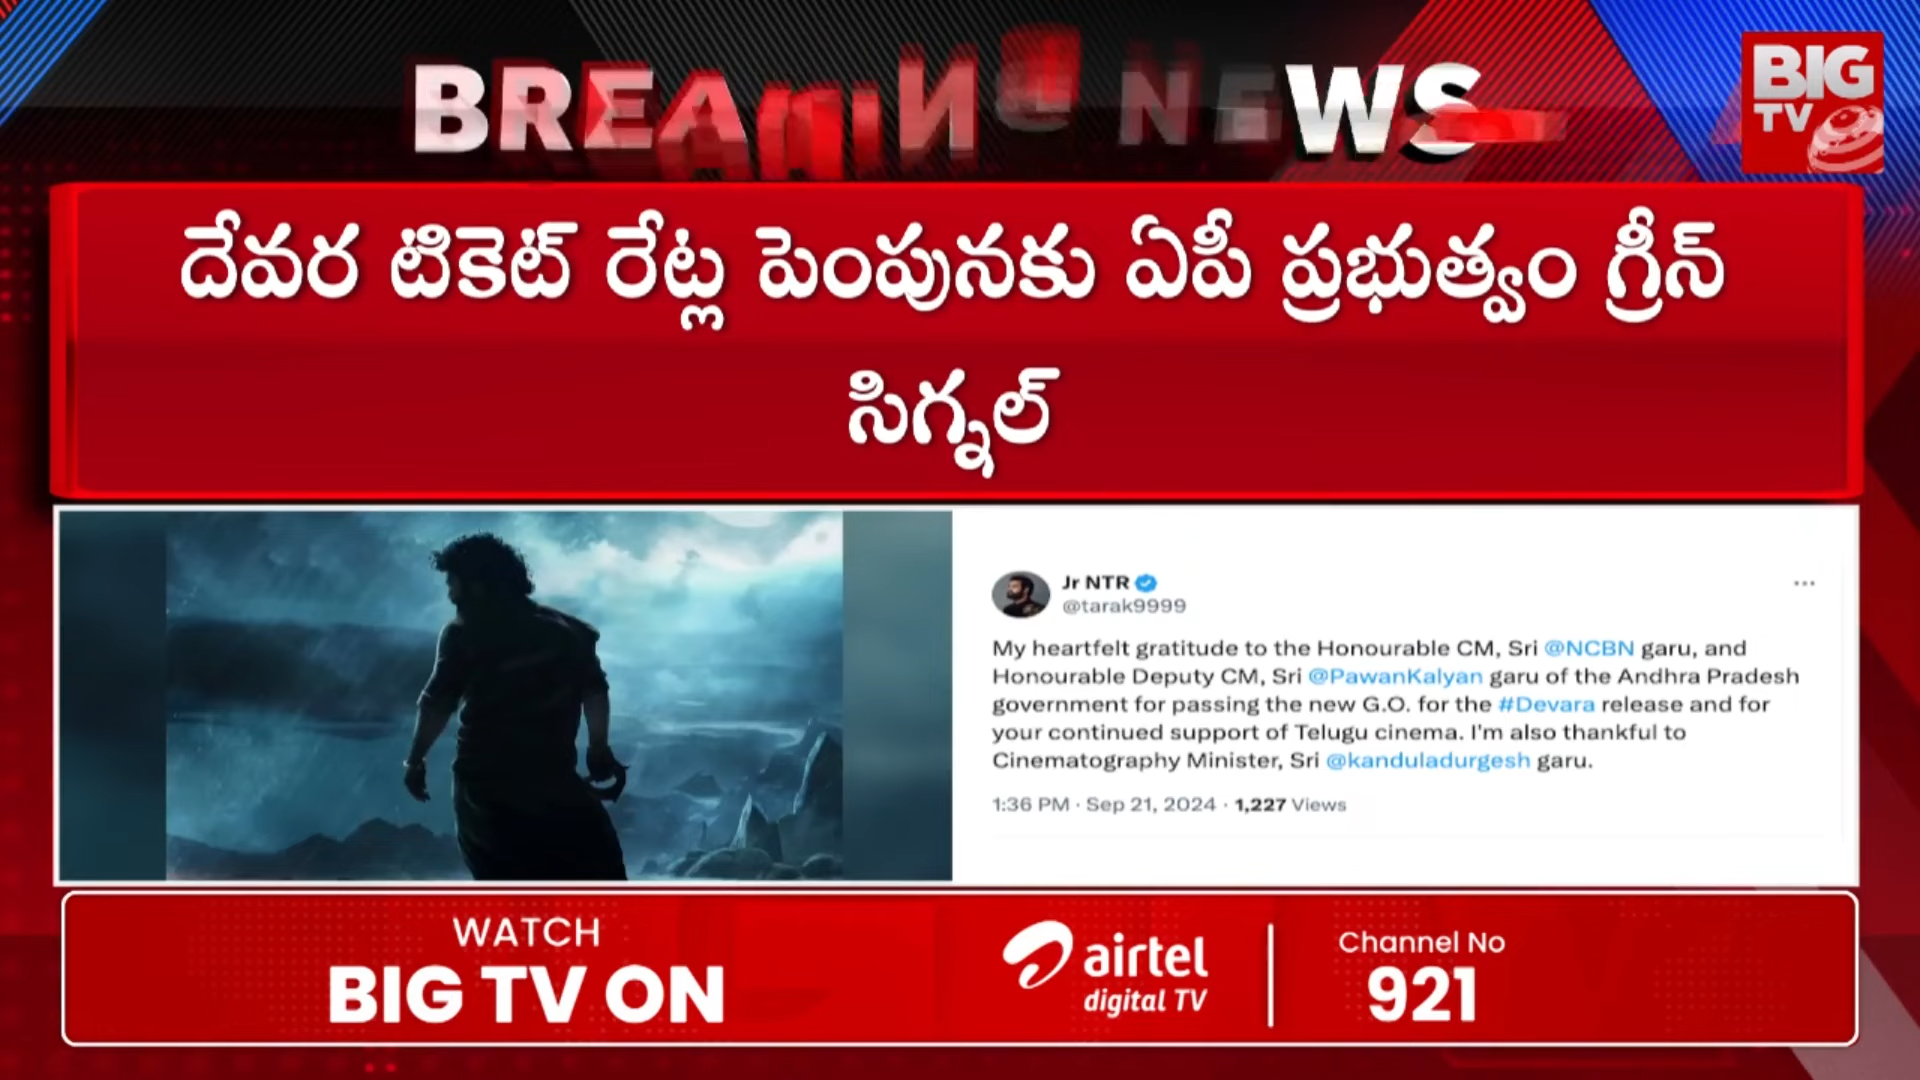 BREAKING NEWS
BIG
TV
దేవర టికెట్ రేట్ల పెంపునకు ఏపీ ప్రభుత్వం గ్రీన్
సిగ్నల్
Jr NTR
@tarak9999
My heartfelt gratitude to the Honourable CM, Sri @NCBN garu, and
Honourable Deputy CM, Sri @PawanKalyan garu of the Andhra Pradesh
government for passing the new G.O. for the #Devara release and for
your continued support of Telugu cinema. I'm also thankful to
Cinematography Minister, Sri @kanduladurgesh garu.
1:36 PM · Sep 21, 2024 · 1,227 Views
WATCH
BIG TV ON
airtel
digital TV
Channel No
921